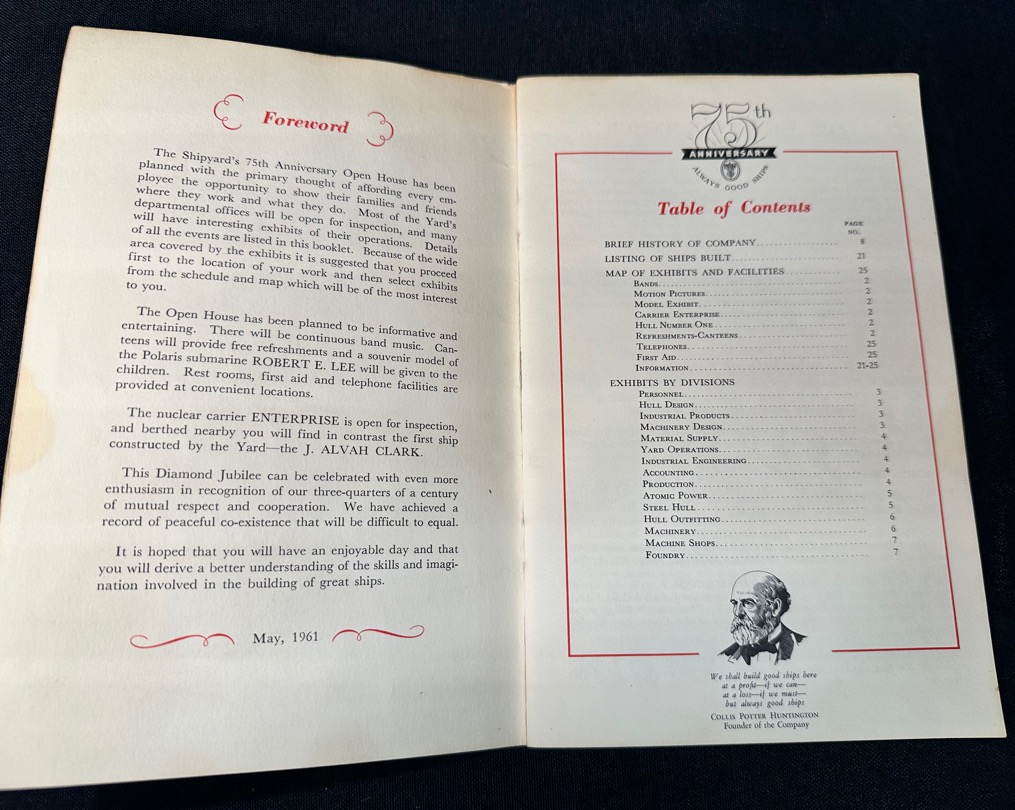 Foreword
The Shipyard's 75th Anniversary Open House has been
planned with the primary thought of affording every em-
ployee the opportunity to show their families and friends
where they work and what they do. Most of the Yard's
departmental offices will be open for inspection, and many
will have interesting exhibits of their operations. Details
of all the events are listed in this booklet. Because of the wide
area covered by the exhibits it is suggested that you proceed
first to the location of your work and then select exhibits
from the schedule and map which will be of the most interest
to you.
The Open House has been planned to be informative and
entertaining. There will be continuous band music. Can-
teens will provide free refreshments and a souvenir model of
the Polaris submarine ROBERT E. LEE will be given to the
children. Rest rooms, first aid and telephone facilities are
provided at convenient locations.
The nuclear carrier ENTERPRISE is open for inspection,
and berthed nearby you will find in contrast the first ship
constructed by the Yard—the J. ALVAH CLARK.
This Diamond Jubilee can be celebrated with even more
enthusiasm in recognition of our three-quarters of a century
of mutual respect and cooperation. We have achieved a
record of peaceful co-existence that will be difficult to equal.
It is hoped that you will have an enjoyable day and that
you will derive a better understanding of the skills and imagi-
nation involved in the building of great ships.
May, 1961
75th
ANNIVERSARY
ALWAYS GOOD SHIPS
Table of Contents
PAGE
NO.
BRIEF HISTORY OF COMPANY 8
LISTING OF SHIPS BUILT 21
MAP OF EXHIBITS AND FACILITIES 25
BANDS 2
MOTION PICTURES 2
MODEL EXHIBIT 2
CARRIER ENTERPRISE 2
HULL NUMBER ONE 2
REFRESHMENTS-CANTEENS 2
TELEPHONES 25
FIRST AID 25
INFORMATION 21-25
EXHIBITS BY DIVISIONS
PERSONNEL 3
HULL DESIGN 3
INDUSTRIAL PRODUCTS 3
MACHINERY DESIGN 3
MATERIAL SUPPLY 4
YARD OPERATIONS 4
INDUSTRIAL ENGINEERING 4
ACCOUNTING 4
PRODUCTION 4
ATOMIC POWER 5
STEEL HULL 5
HULL OUTFITTING 6
MACHINERY 6
MACHINE SHOPS 7
FOUNDRY 7
We shall build good ships here
at a profit—if we can—
at a loss—if we must—
but always good ships
COLLIS POTTER HUNTINGTON
Founder of the Company